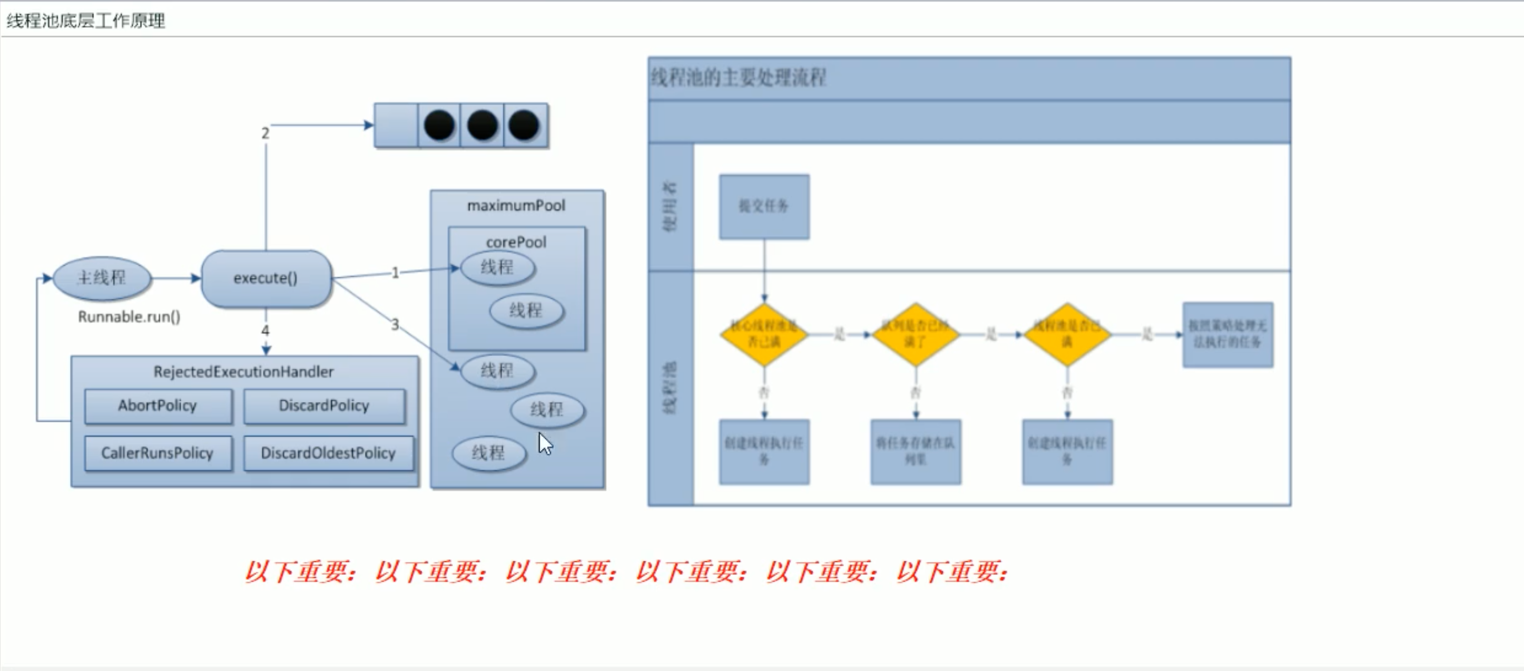 线程池底层工作原理
2
maximumPool
corePool
线程
线程
主线程
execute()
1
Runnable.run()
3
4
线程
线程
线程
RejectedExecutionHandler
AbortPolicy
DiscardPolicy
CallerRunsPolicy
DiscardOldestPolicy
线程池的主要处理流程
使用者
提交任务
线程池
核心线程池是
否已满
是
队列是否已经
满了
是
线程池是否已
满
是
按照策略处理无
法执行的任务
否
否
否
创建线程执行任
务
将任务存储在队
列里
创建线程执行任
务
以下重要：以下重要：以下重要：以下重要：以下重要：以下重要：